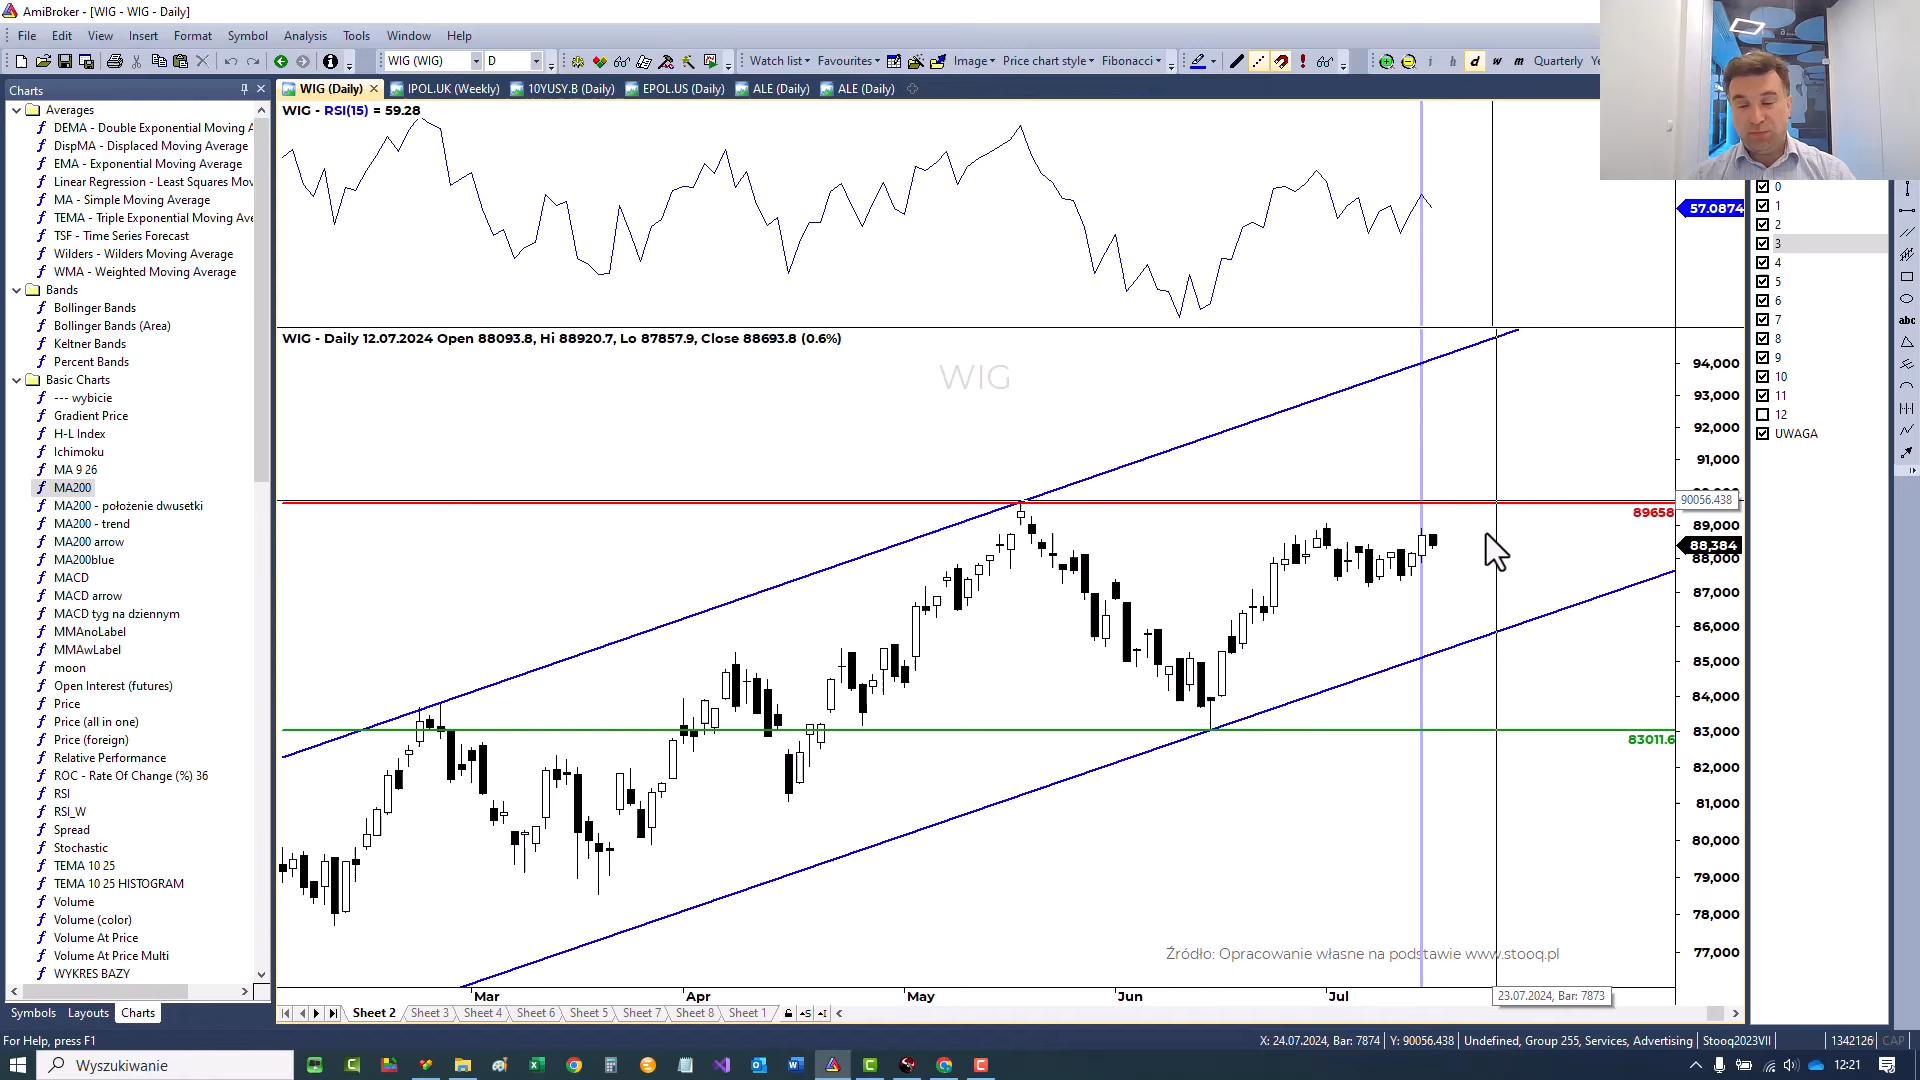 AmiBroker - [WIG - WIG - Daily]
File Edit View Insert Format Symbol Analysis Tools Window Help
WIG (WIG) D Watch list Favourites Image Price chart style Fibonacci i h d w m Quarterly
Charts
WIG (Daily) IPOL.UK (Weekly) 10YUSY.B (Daily) EPOL.US (Daily) ALE (Daily) ALE (Daily)
Averages
DEMA - Double Exponential Moving
DispMA - Displaced Moving Average
EMA - Exponential Moving Average
Linear Regression - Least Squares
MA - Simple Moving Average
TEMA - Triple Exponential Moving
TSF - Time Series Forecast
Wilders - Wilders Moving Average
WMA - Weighted Moving Average
Bands
Bollinger Bands
Bollinger Bands (Area)
Keltner Bands
Percent Bands
Basic Charts
--- wybicie
Gradient Price
H-L Index
Ichimoku
MA 9 26
MA200
MA200 - położenie dwusetki
MA200 - trend
MA200 arrow
MA200blue
MACD
MACD arrow
MACD tyg na dziennym
MMAnoLabel
MMAwLabel
moon
Open Interest (futures)
Price
Price (all in one)
Price (foreign)
Relative Performance
ROC - Rate Of Change (%) 36
RSI
RSI_W
Spread
Stochastic
TEMA 10 25
TEMA 10 25 HISTOGRAM
Volume
Volume (color)
Volume At Price
Volume At Price Multi
WYKRES BAZY
Symbols Layouts Charts
WIG - RSI(15) = 59.28
57.0874
WIG - Daily 12.07.2024 Open 88093.8, Hi 88920.7, Lo 87857.9, Close 88693.8 (0.6%)
WIG
94,000
93,000
92,000
91,000
90056.438
89658
89,000
88,384
88,000
87,000
86,000
85,000
84,000
83,000
83011.6
82,000
81,000
80,000
79,000
78,000
77,000
Źródło: Opracowanie własne na podstawie www.stooq.pl
Mar Apr May Jun Jul
23.07.2024, Bar: 7873
Sheet 2 Sheet 3 Sheet 4 Sheet 6 Sheet 5 Sheet 7 Sheet 8 Sheet 1
0
1
2
3
4
5
6
7
8
9
10
11
12
UWAGA
abc
For Help, press F1
X: 24.07.2024, Bar: 7874 Y: 90056.438 Undefined, Group 255, Services, Advertising Stooq2023VII 1342126 CAP
Wyszukiwanie
12:21